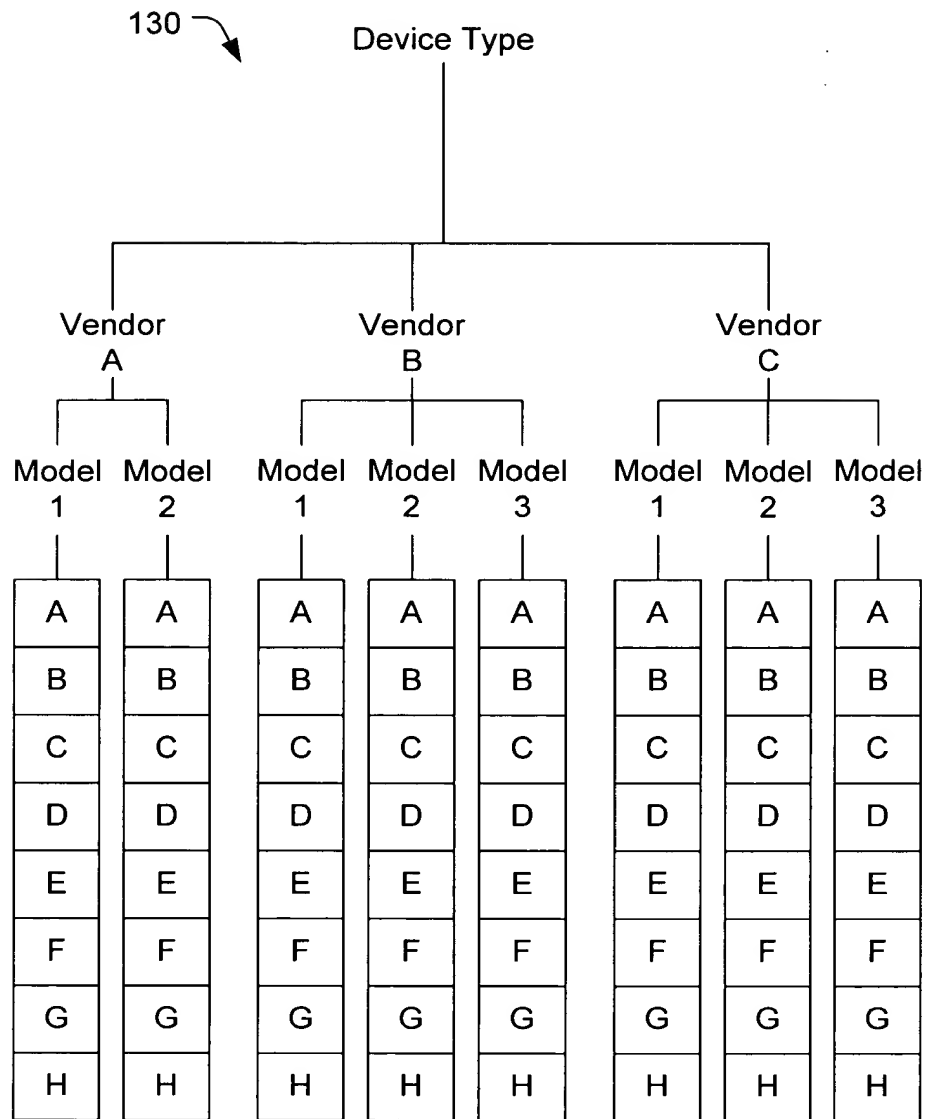 130
Device Type
Vendor Vendor Vendor
A B C
Model Model Model Model Model Model Model Model
1 2 1 2 3 1 2 3
A A A A A A A A
B B B B B B B B
C C C C C C C C
D D D D D D D D
E E E E E E E E
F F F F F F F F
G G G G G G G G
H H H H H H H H